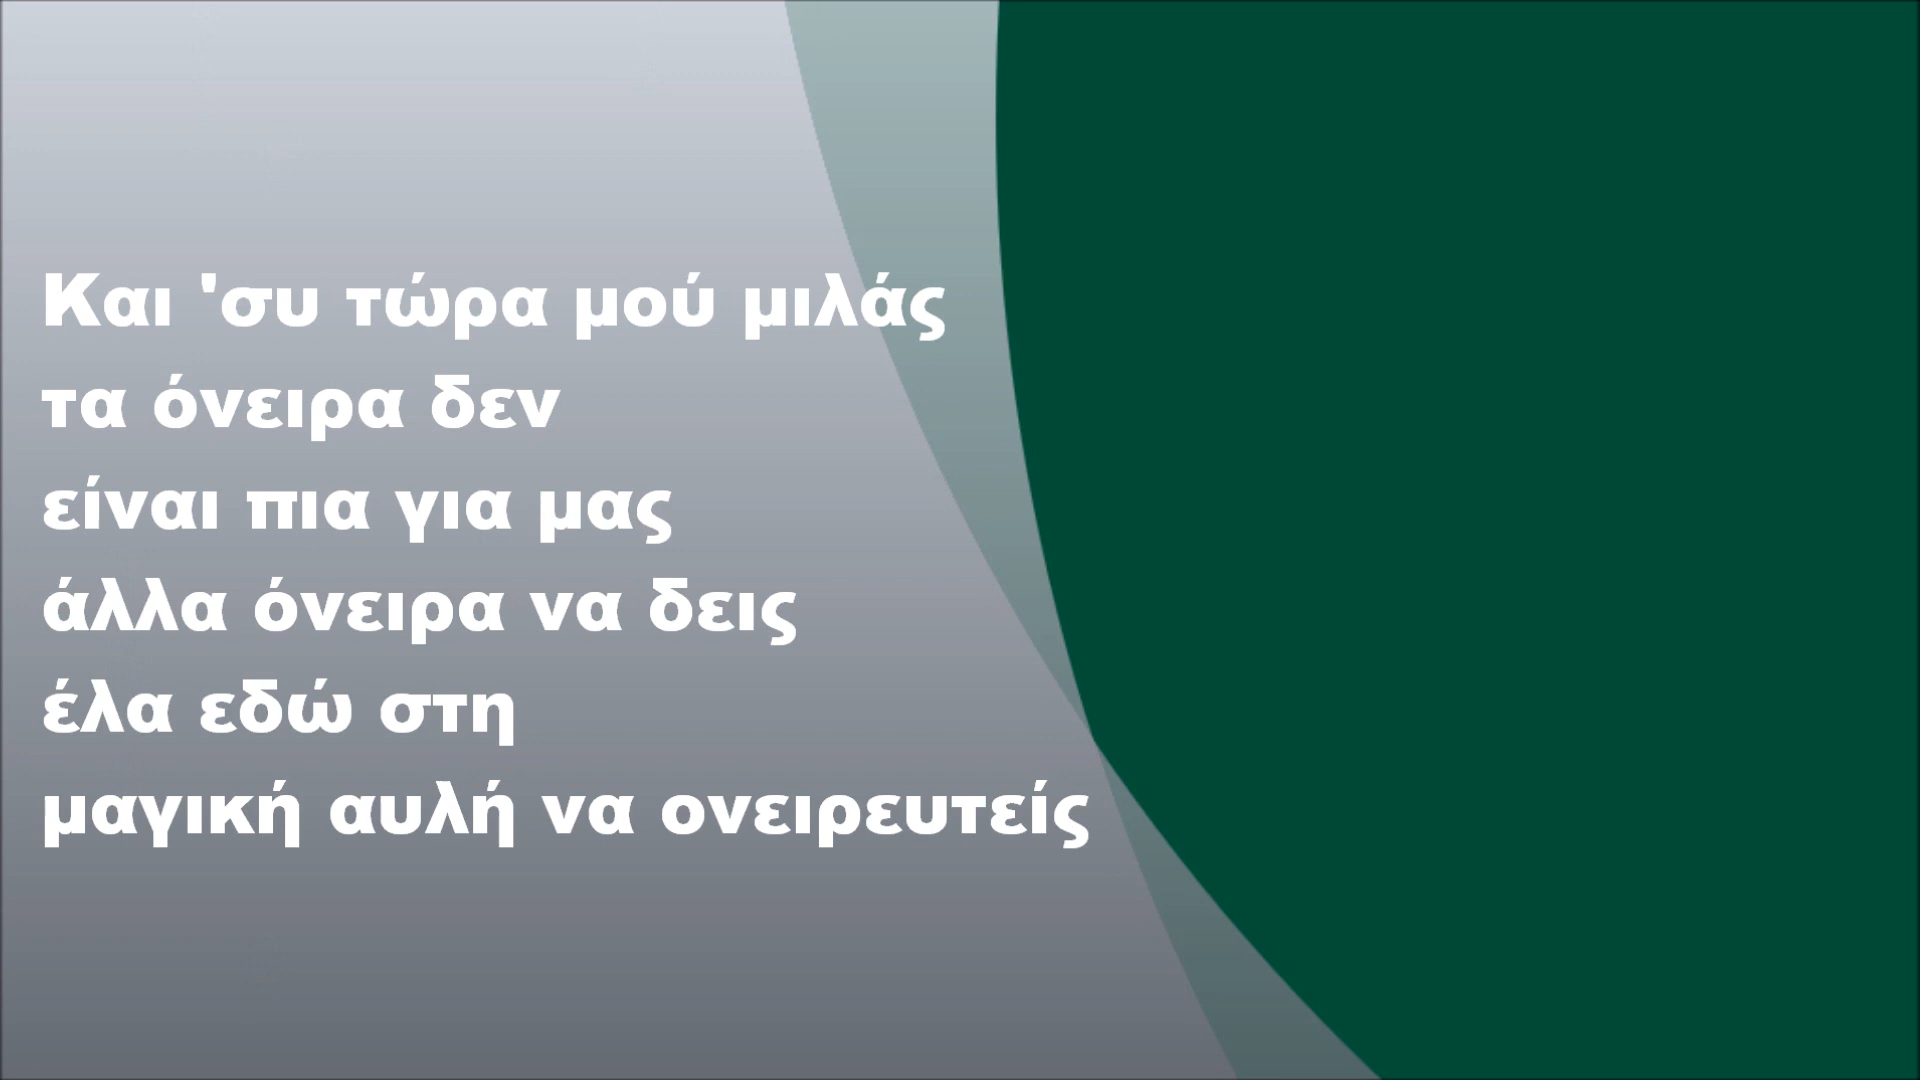 Και 'συ τώρα μού μιλάς
τα όνειρα δεν
είναι πια για μας
άλλα όνειρα να δεις
έλα εδώ στη
μαγική αυλή να ονειρευτείς